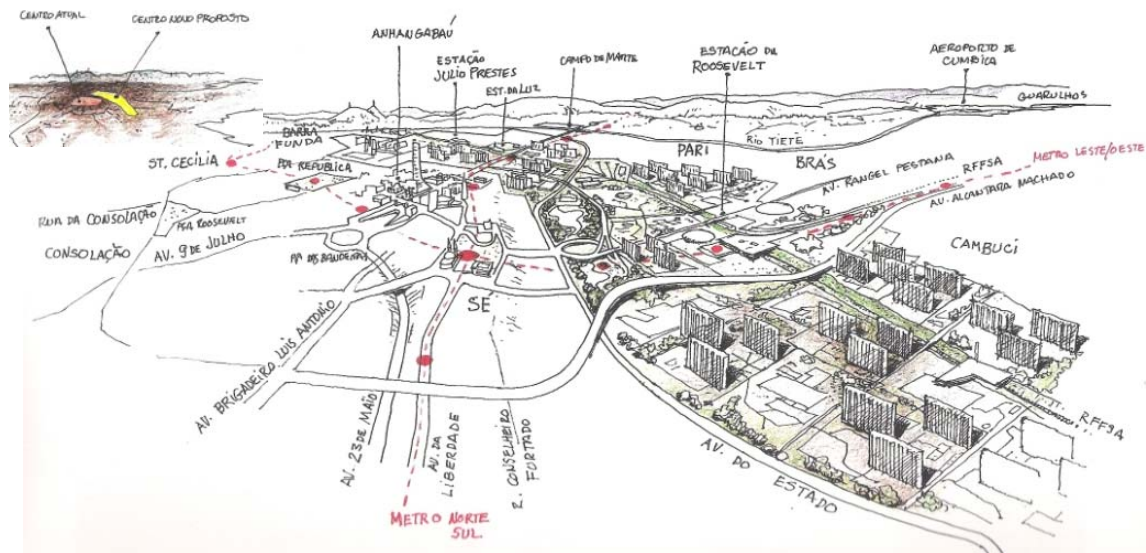 CENTRO ATUAL
CENTRO NOVO PROPOSTO
ANHANGABAÚ
ESTAÇÃO
JULIO PRESTES
EST. DA LUZ
CAMPO DE MARTE
ESTAÇÃO DA
ROOSEVELT
AEROPORTO DE
CUMBICA
GUARULHOS
RIO TIETE
BARRA
FUNDA
ST. CECÍLIA
PÇA REPÚBLICA
PARI
BRÁS
METRO LESTE/OESTE
RFFSA
AV. RANGEL PESTANA
AV. ALCANTARA MACHADO
RUA DA CONSOLAÇÃO
PÇA ROOSEVELT
CONSOLAÇÃO
AV. 9 DE JULHO
PÇA DAS BANDEIRAS
CAMBUCI
SE
AV. BRIGADEIRO LUIS ANTONIO
AV. 23 DE MAIO
AV. DA
LIBERDADE
R. CONSELHEIRO
FURTADO
METRO NORTE
SUL.
AV. DO
ESTADO
RFFSA